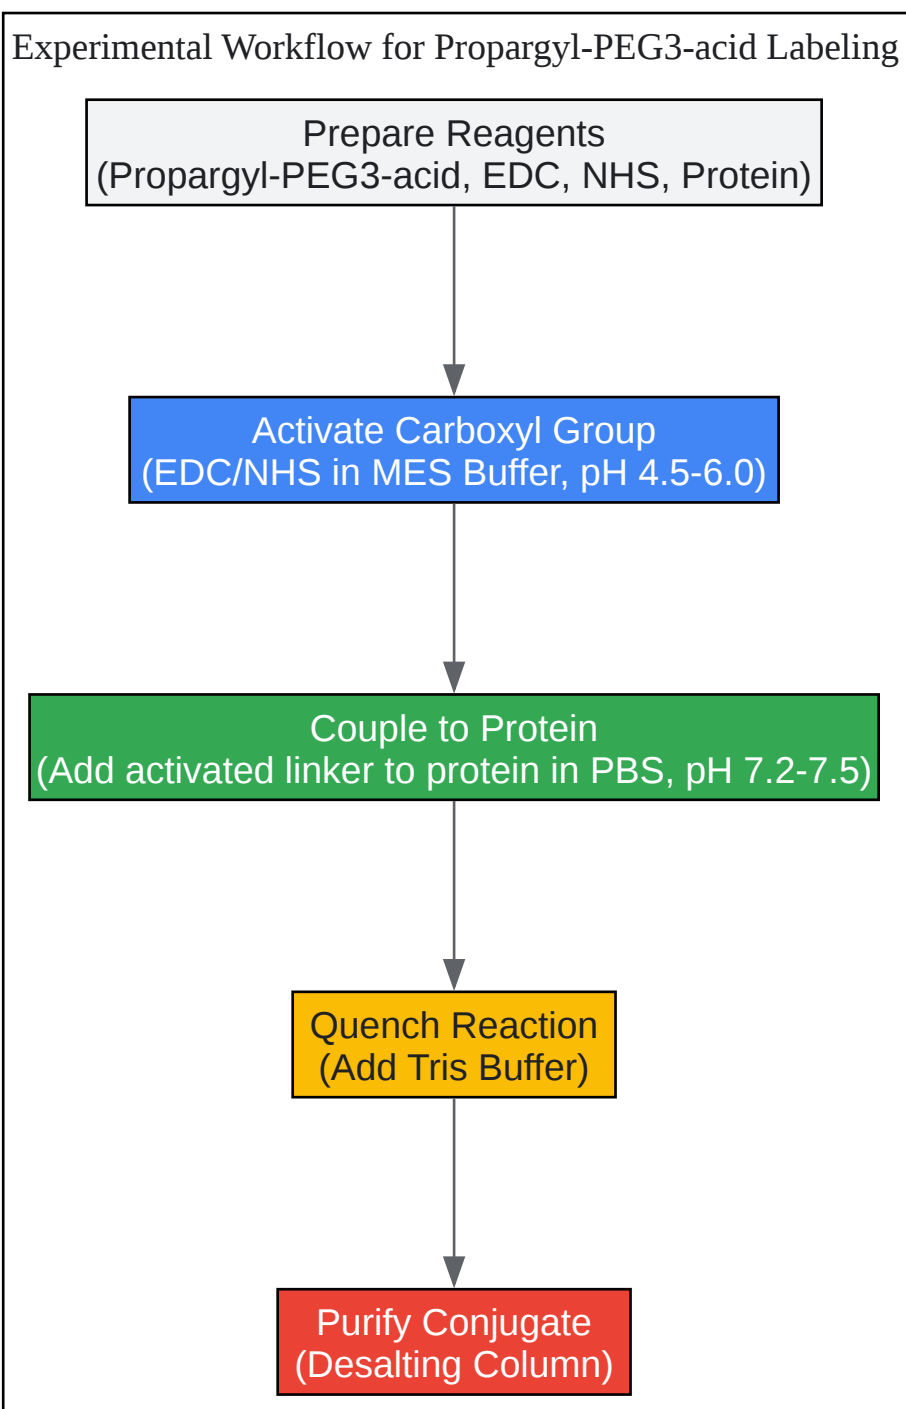 Experimental Workflow for Propargyl-PEG3-acid Labeling
Prepare Reagents
(Propargyl-PEG3-acid, EDC, NHS, Protein)
Activate Carboxyl Group
(EDC/NHS in MES Buffer, pH 4.5-6.0)
Couple to Protein
(Add activated linker to protein in PBS, pH 7.2-7.5)
Quench Reaction
(Add Tris Buffer)
Purify Conjugate
(Desalting Column)